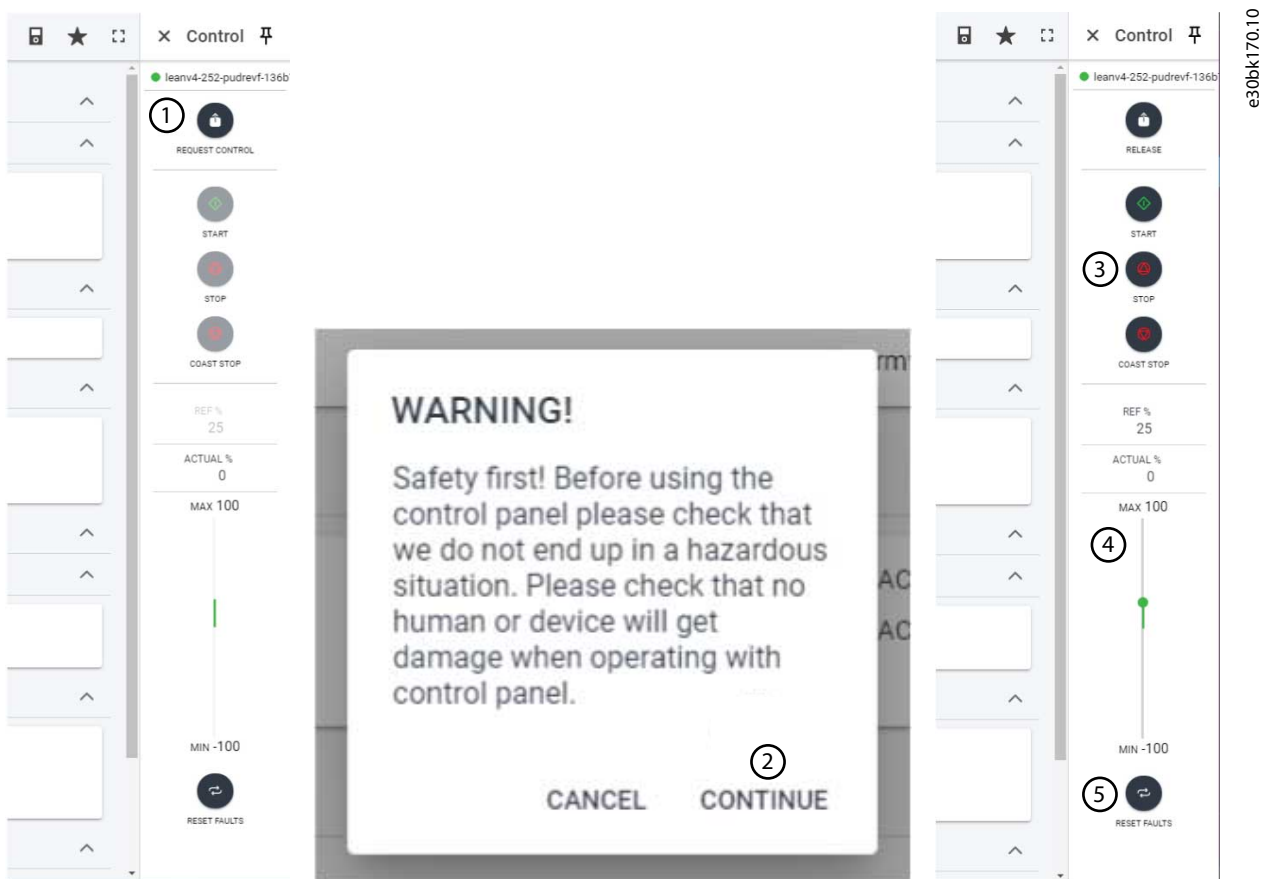 Control
leanv4-252-pudrevf-136b
1
REQUEST CONTROL
START
STOP
COAST STOP
REF %
25
ACTUAL %
0
MAX 100
MIN -100
RESET FAULTS
WARNING!
Safety first! Before using the
control panel please check that
we do not end up in a hazardous
situation. Please check that no
human or device will get
damage when operating with
control panel.
2
CANCEL CONTINUE
rm
AC
AC
Control
leanv4-252-pudrevf-136b
RELEASE
START
3
STOP
COAST STOP
REF %
25
ACTUAL %
0
MAX 100
4
MIN -100
5
RESET FAULTS
e30bk170.10